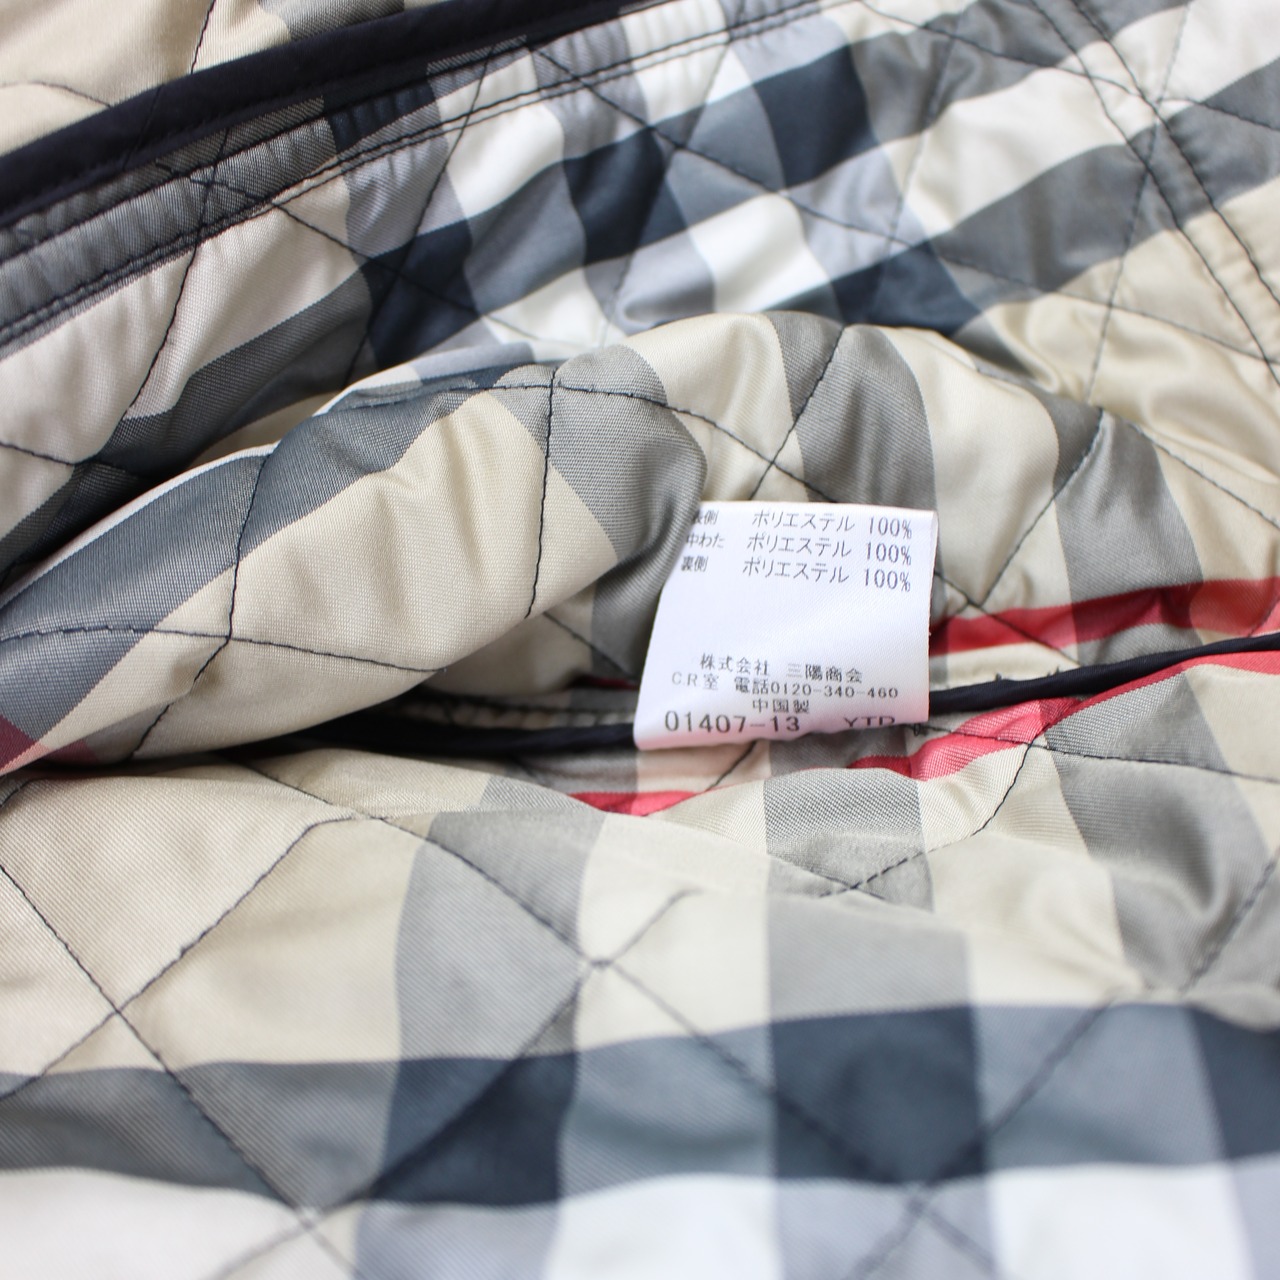 表側 ポリエステル 100%
中わた ポリエステル 100%
裏側 ポリエステル 100%
株式会社 三陽商会
C.R室 電話0120-340-460
中国製
01407-13 YTP